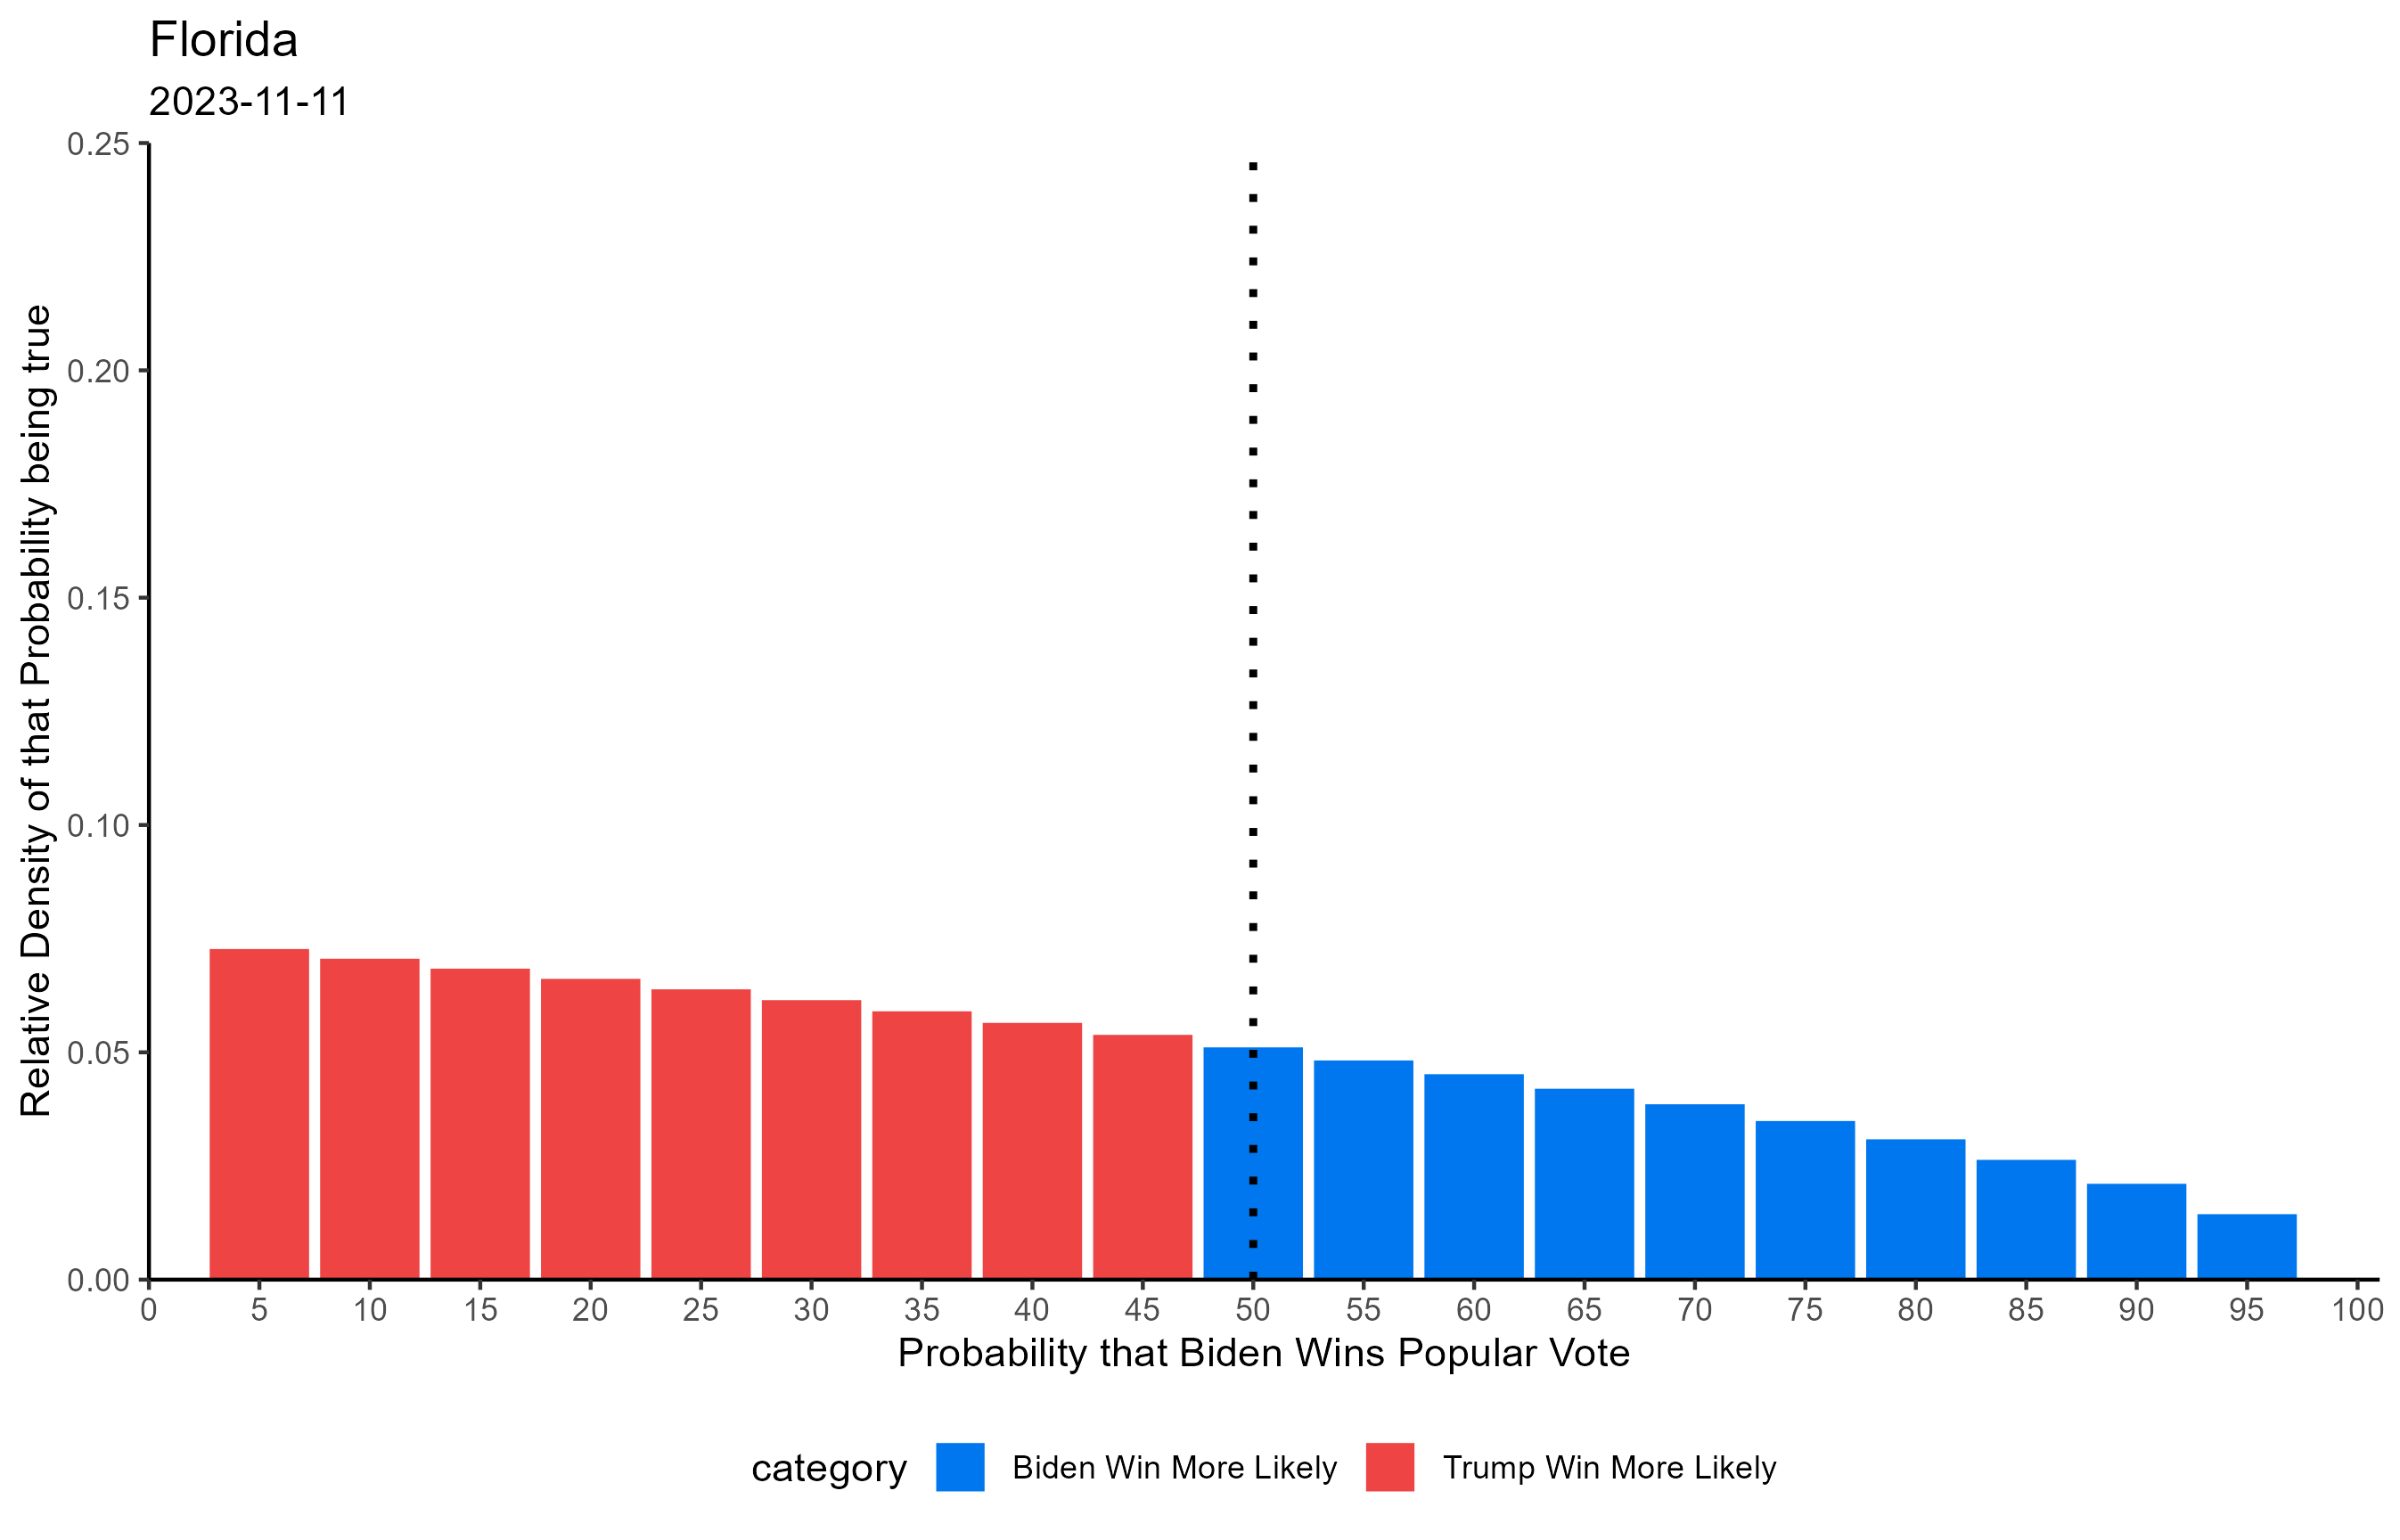 Florida
2023-11-11
Relative Density of that Probability being true
0.25
0.20
0.15
0.10
0.05
0.00
0 5 10 15 20 25 30 35 40 45 50 55 60 65 70 75 80 85 90 95 100
Probability that Biden Wins Popular Vote
category Biden Win More Likely Trump Win More Likely